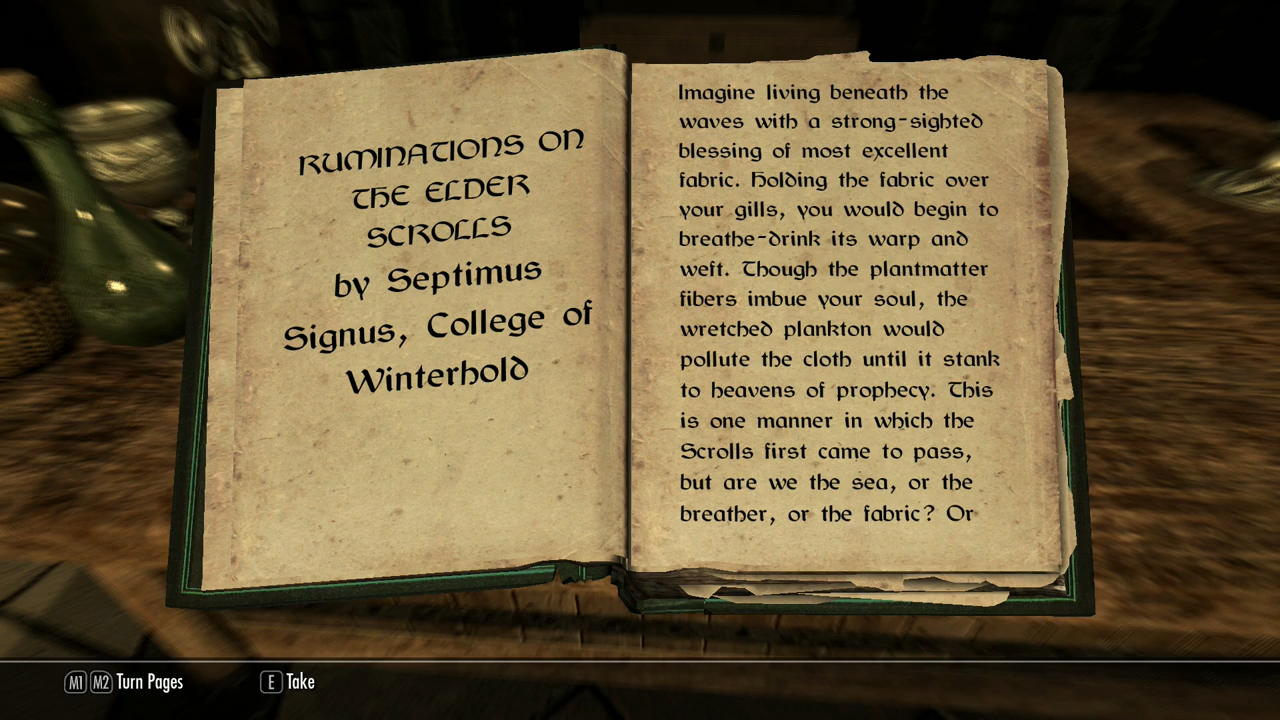 RUMINATIONS ON
THE ELDER
SCROLLS
by Septimus
Signus, College of
Winterhold
Imagine living beneath the
waves with a strong-sighted
blessing of most excellent
fabric. Holding the fabric over
your gills, you would begin to
breathe-drink its warp and
weft. Though the plantmatter
fibers imbue your soul, the
wretched plankton would
pollute the cloth until it stank
to heavens of prophecy. This
is one manner in which the
Scrolls first came to pass,
but are we the sea, or the
breather, or the fabric? Or
M1 M2 Turn Pages
E Take